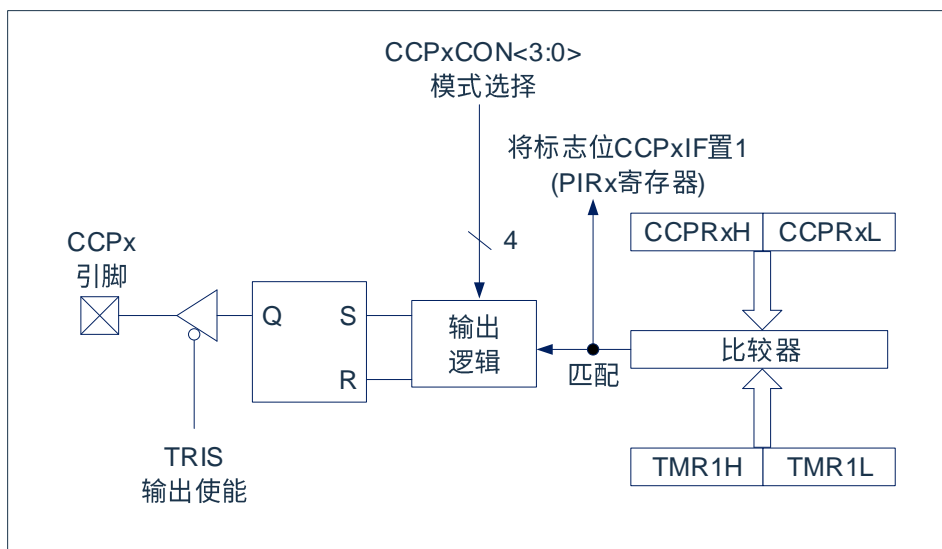 CCPxCON<3:0>
模式选择
将标志位CCPxIF置1
(PIRx寄存器)
4
CCPRxH
CCPRxL
CCPx
引脚
Q
S
R
输出
逻辑
匹配
比较器
TRIS
输出使能
TMR1H
TMR1L